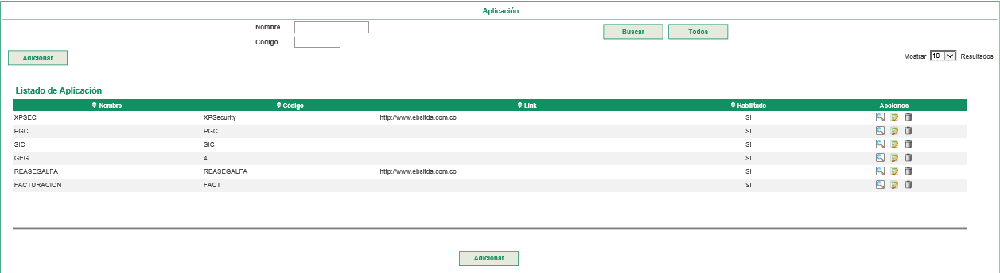 Aplicación
Nombre
Buscar Todos
Código
Adicionar
Mostrar 10 Resultados
Listado de Aplicación
Nombre Código Link Habilitado Acciones
XPSEC XPSecurity http://www.ebsltda.com.co SI
PGC PGC SI
SIC SIC SI
GEG 4 SI
REASEGALFA REASEGALFA http://www.ebsltda.com.co SI
FACTURACION FACT SI
Adicionar